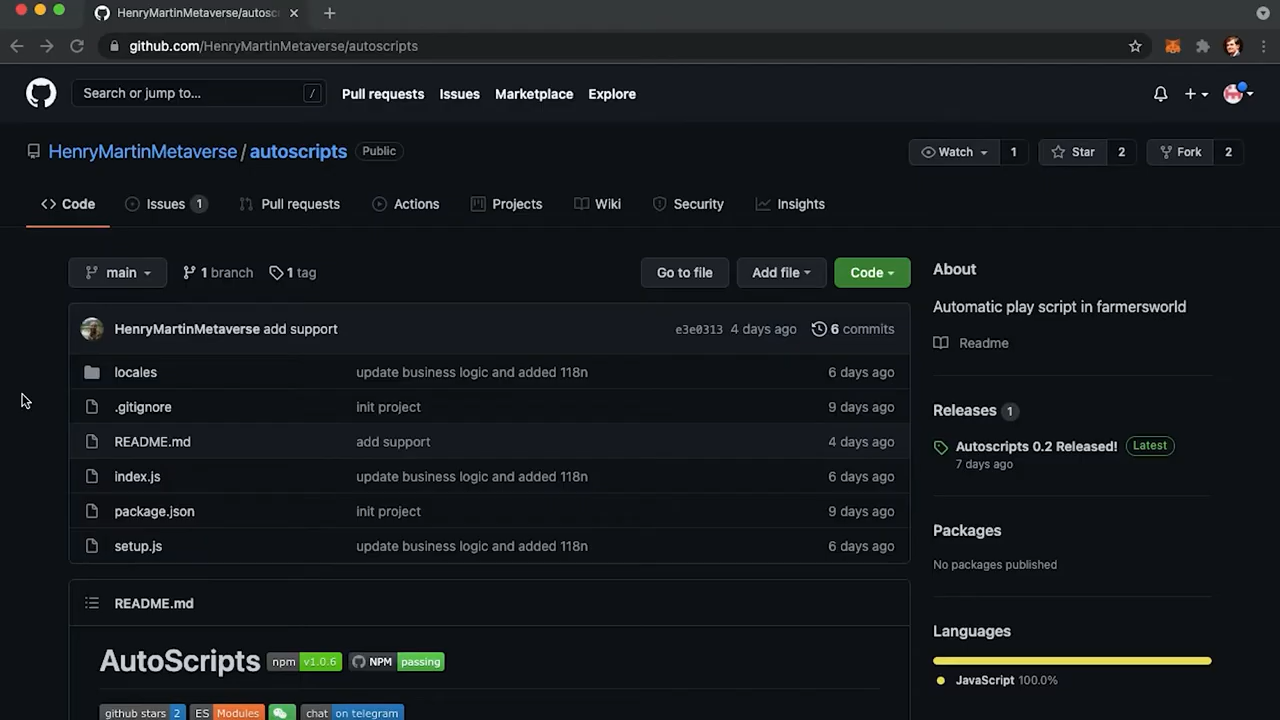 HenryMartinMetaverse/autosc
github.com/HenryMartinMetaverse/autoscripts
Search or jump to... /
Pull requests
Issues
Marketplace
Explore
HenryMartinMetaverse / autoscripts Public
Watch 1
Star 2
Fork 2
Code
Issues 1
Pull requests
Actions
Projects
Wiki
Security
Insights
main
1 branch
1 tag
Go to file
Add file
Code
HenryMartinMetaverse add support e3e0313 4 days ago 6 commits
locales update business logic and added 118n 6 days ago
.gitignore init project 9 days ago
README.md add support 4 days ago
index.js update business logic and added 118n 6 days ago
package.json init project 9 days ago
setup.js update business logic and added 118n 6 days ago
README.md
AutoScripts npm v1.0.6 NPM passing
github stars 2 ES Modules chat on telegram
About
Automatic play script in farmersworld
Readme
Releases 1
Autoscripts 0.2 Released! Latest
7 days ago
Packages
No packages published
Languages
JavaScript 100.0%